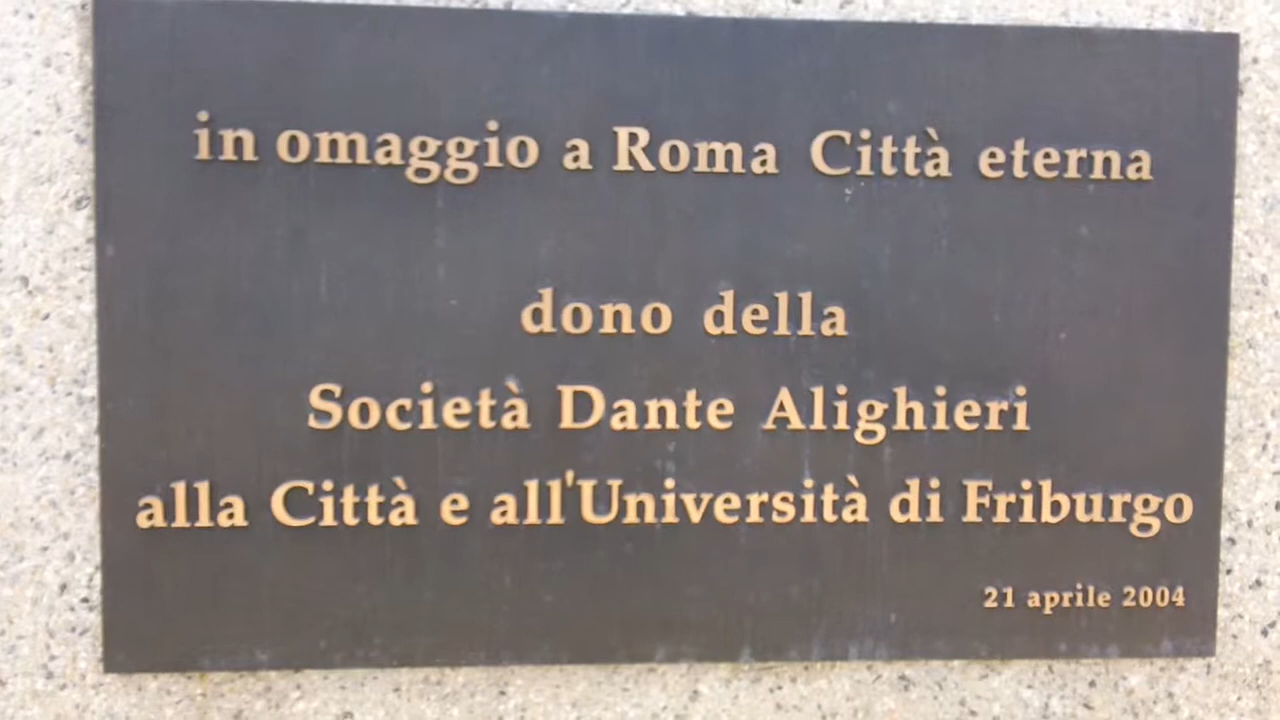 in omaggio a Roma Città eterna
dono della
Società Dante Alighieri
alla Città e all'Università di Friburgo
21 aprile 2004